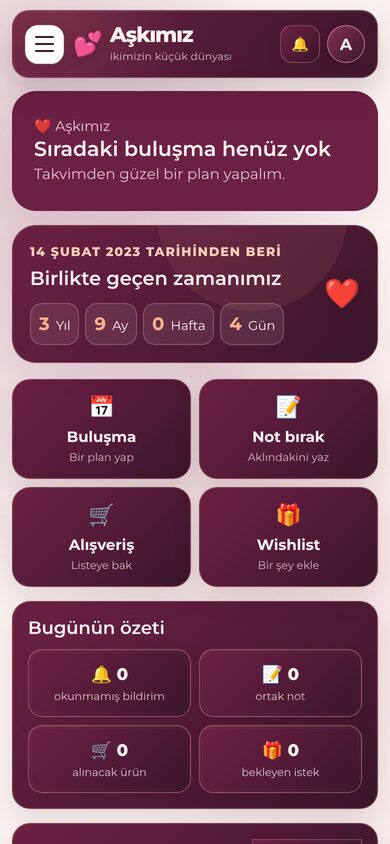 Aşkımız
ikimizin küçük dünyası
A
Aşkımız
Sıradaki buluşma henüz yok
Takvimden güzel bir plan yapalım.
14 ŞUBAT 2023 TARİHİNDEN BERİ
Birlikte geçen zamanımız
3 Yıl 9 Ay 0 Hafta 4 Gün
July
17
Buluşma
Bir plan yap
Not bırak
Aklındakini yaz
Alışveriş
Listeye bak
Wishlist
Bir şey ekle
Bugünün özeti
0
okunmamış bildirim
0
ortak not
0
alınacak ürün
0
bekleyen istek